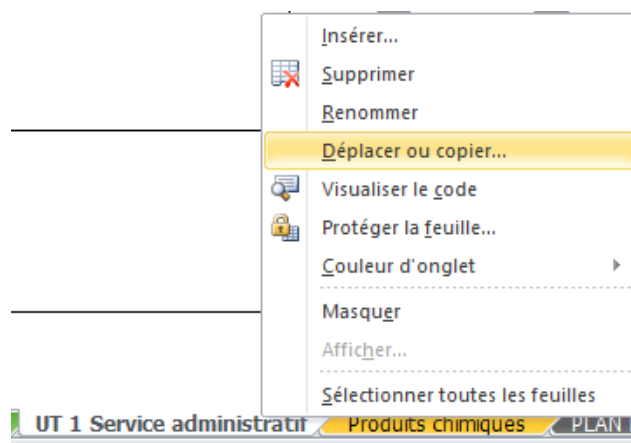 Insérer...
Supprimer
Renommer
Déplacer ou copier...
Visualiser le code
Protéger la feuille...
Couleur d'onglet
Masquer
Afficher...
Sélectionner toutes les feuilles
UT 1 Service administratif Produits chimiques PLAN